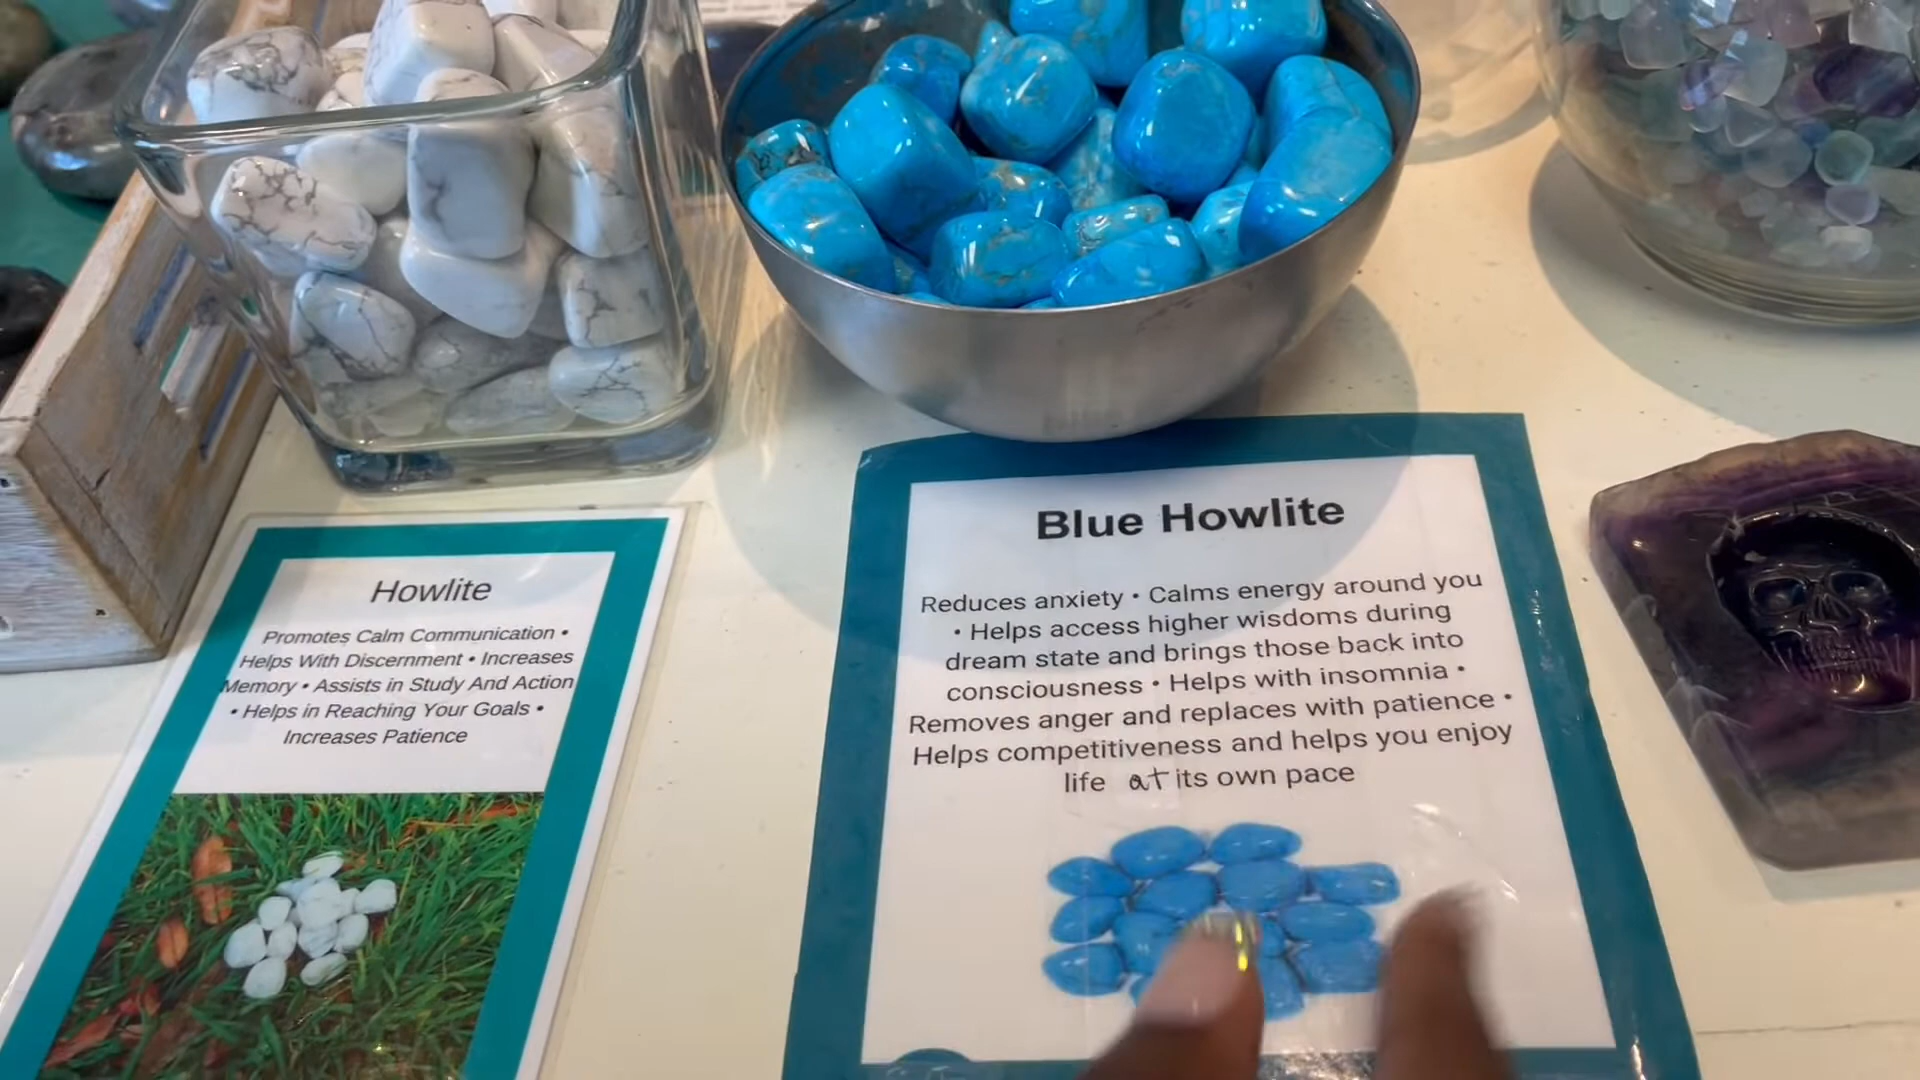 Howlite
Promotes Calm Communication •
Helps With Discernment • Increases
Memory • Assists in Study And Action
• Helps in Reaching Your Goals •
Increases Patience
Blue Howlite
Reduces anxiety • Calms energy around you
• Helps access higher wisdoms during
dream state and brings those back into
consciousness • Helps with insomnia •
Removes anger and replaces with patience •
Helps competitiveness and helps you enjoy
life at its own pace